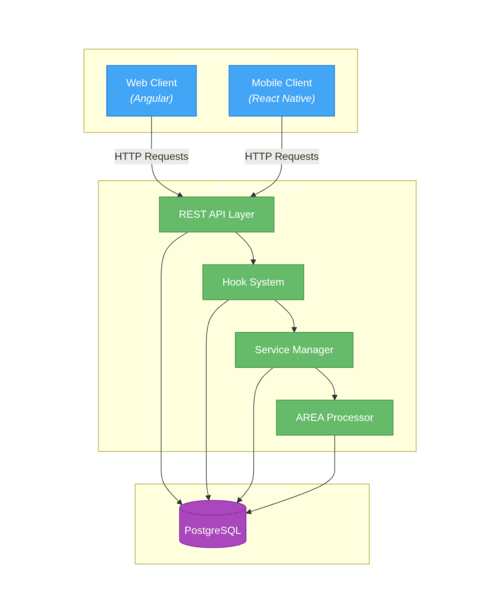 Web Client
(Angular)
Mobile Client
(React Native)
HTTP Requests
HTTP Requests
REST API Layer
Hook System
Service Manager
AREA Processor
PostgreSQL